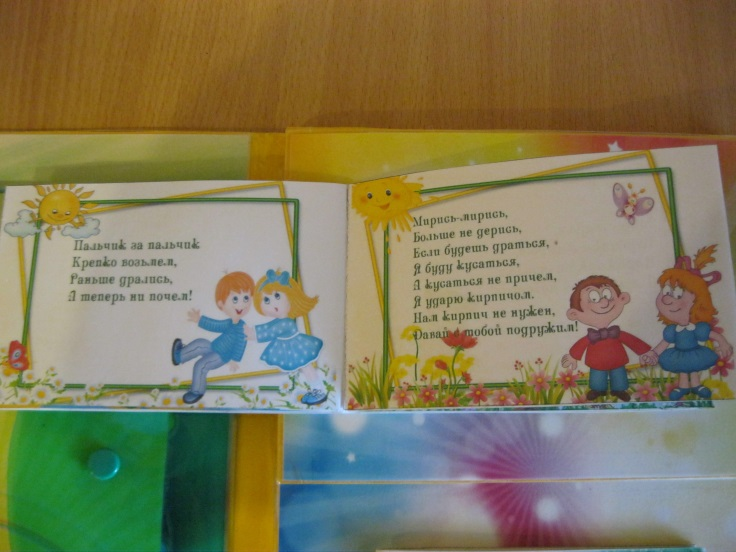 Пальчик за пальчик
Крепко возьмем,
Раньше дрались,
А теперь ни почем!
Мирись-мирись,
Больше не дерись,
Если будешь драться,
Я буду кусаться,
А кусаться не причем,
Я ударю кирпичом.
Нам кирпич не нужен,
Давай с тобой подружим!